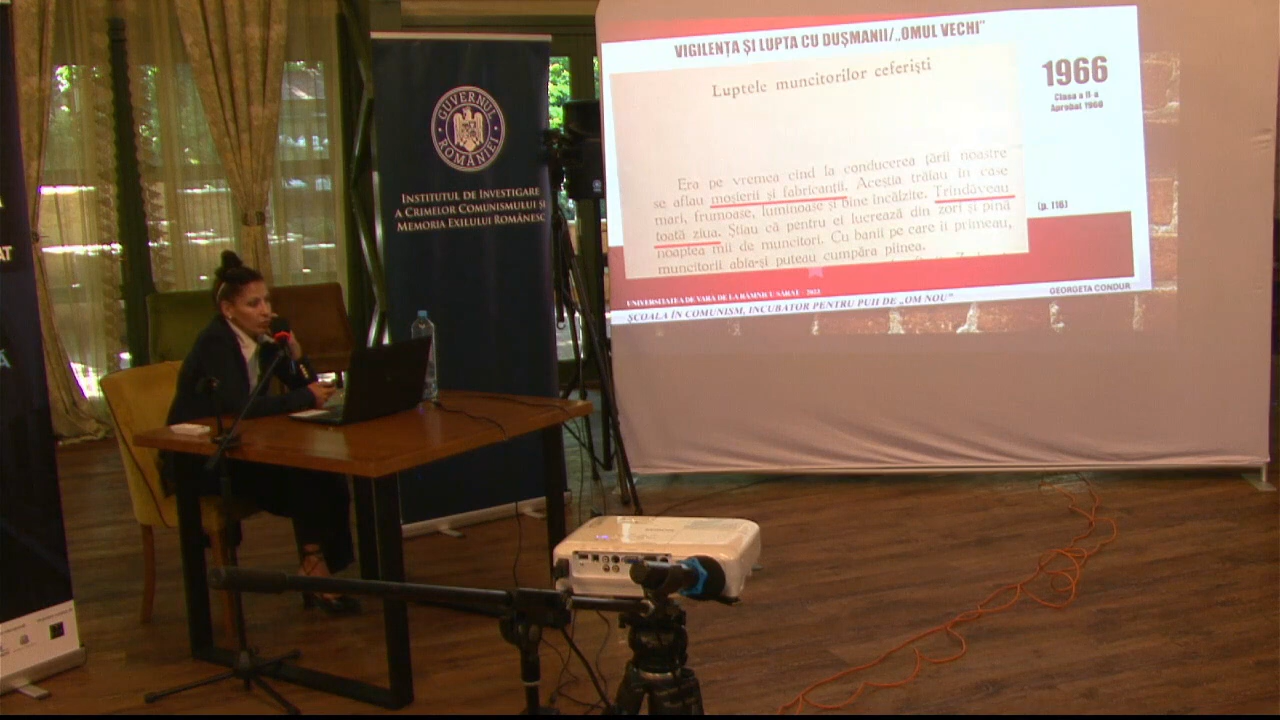 GUVERNUL ROMÂNIEI
INSTITUTUL DE INVESTIGARE
A CRIMELOR COMUNISMULUI ȘI
MEMORIA EXILULUI ROMÂNESC
VIGILENȚA ȘI LUPTA CU DUȘMANII/„OMUL VECHI”
Luptele muncitorilor ceferiști
1966
Clasa a II-a
Aprobat 1960
Era pe vremea cînd la conducerea țării noastre
se aflau moșierii și fabricanții. Aceștia trăiau în case
mari, frumoase, luminoase și bine încălzite. Trîndăveau
toată ziua. Știau că pentru ei lucrează din zori și pînă
noaptea mii de muncitori. Cu banii pe care îi primeau,
muncitorii abia-și puteau cumpăra pîinea.
(p. 116)
UNIVERSITATEA DE VARĂ DE LA RÂMNICU SĂRAT - 2023
GEORGETA CONDUR
ȘCOALA ÎN COMUNISM, INCUBATOR PENTRU PUII DE „OM NOU”